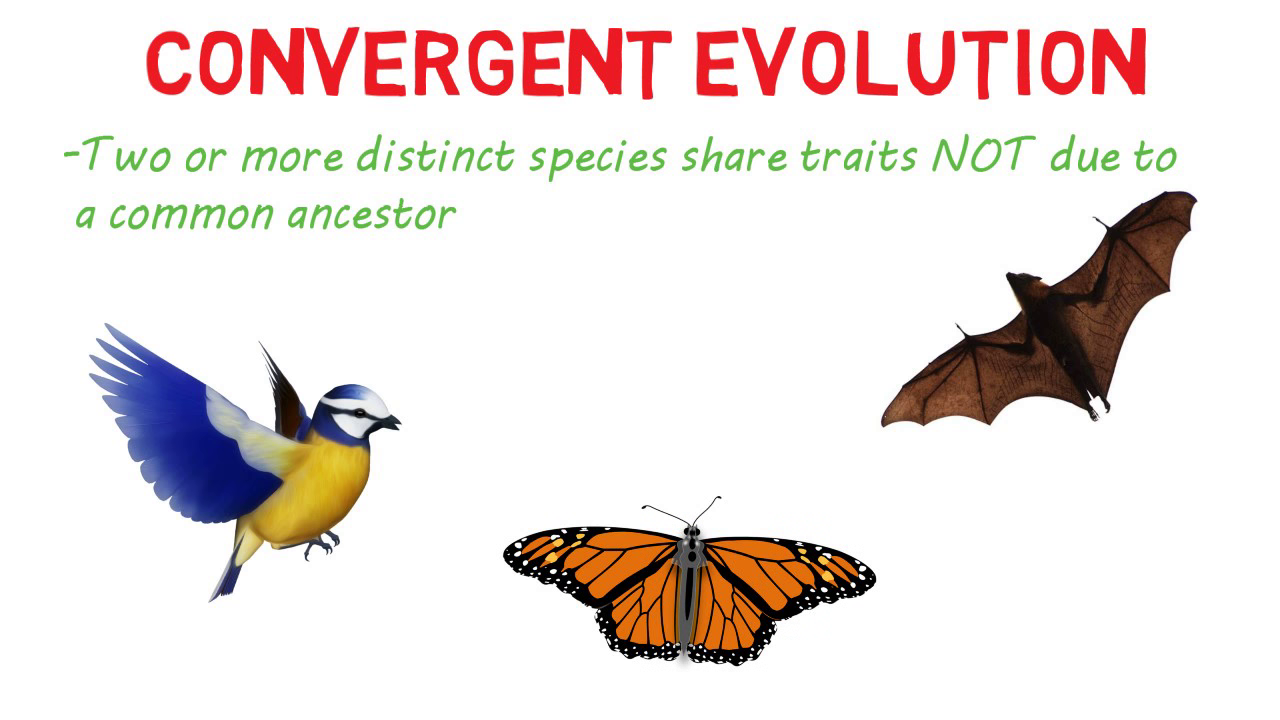 CONVERGENT EVOLUTION
-Two or more distinct species share traits NOT due to
a common ancestor